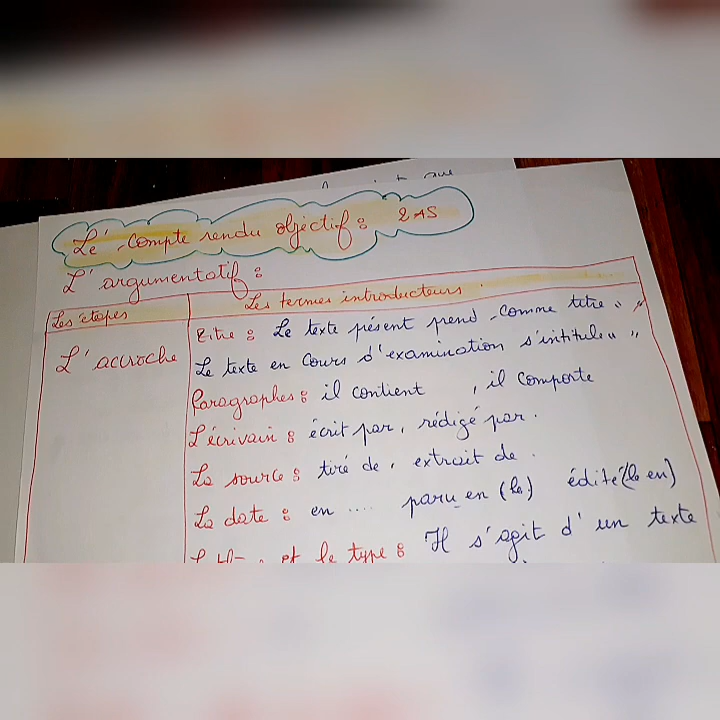 Le compte rendu objectif : 2 AS
L'argumentatif :
Les étapes
Les termes introducteurs
L'accroche
Titre : Le texte présent prend comme titre " "
Le texte en cours d'examination s'intitule " "
Paragraphes : il contient , il comporte
L'écrivain : écrit par, rédigé par.
La source : tiré de, extrait de.
La date : en .... paru en (le) édité (le en)
et le type : Il s'agit d'un texte